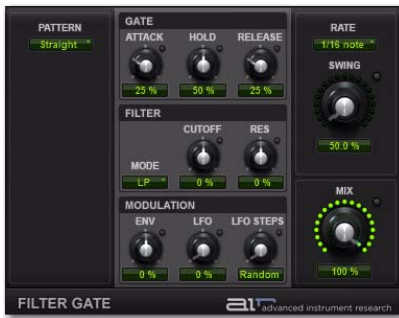 PATTERN
Straight
GATE
ATTACK HOLD RELEASE
25 % 50 % 25 %
FILTER
CUTOFF RES
MODE
LP 0 % 0 %
MODULATION
ENV LFO LFO STEPS
0 % 0 % Random
RATE
1/16 note
SWING
50.0 %
MIX
100 %
FILTER GATE
air advanced instrument research